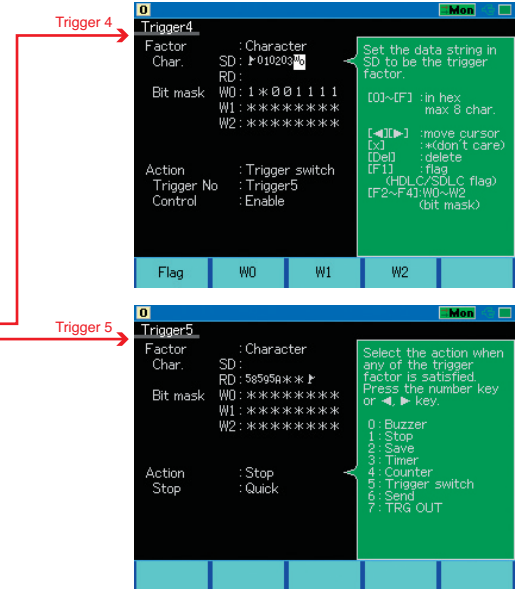 Trigger 4
0 Mon
Trigger4
Factor : Character
Char. SD : 010203W0
RD :
Bit mask W0 : 1 * 0 0 1 1 1 1
W1 : * * * * * * * *
W2 : * * * * * * * *
Action : Trigger switch
Trigger No : Trigger5
Control : Enable
Set the data string in
SD to be the trigger
factor.
[0]~[F] :in hex
max 8 char.
[◀][▶] :move cursor
[x] :*(don't care)
[Del] :delete
[F1] :flag
(HDLC/SDLC flag)
[F2~F4]:W0
~W2
(bit mask)
Flag W0 W1 W2
Trigger 5
0 Mon
Trigger5
Factor : Character
Char. SD :
RD : 58595A**
Bit mask W0 : * * * * * * * *
W1 : * * * * * * * *
W2 : * * * * * * * *
Action : Stop
Stop : Quick
Select the action when
any of the trigger
factor is satisfied.
Press the number key
or ◀, ▶ key.
0 : Buzzer
1 : Stop
2 : Save
3 : Timer
4 : Counter
5 : Trigger switch
6 : Send
7 : TRG OUT